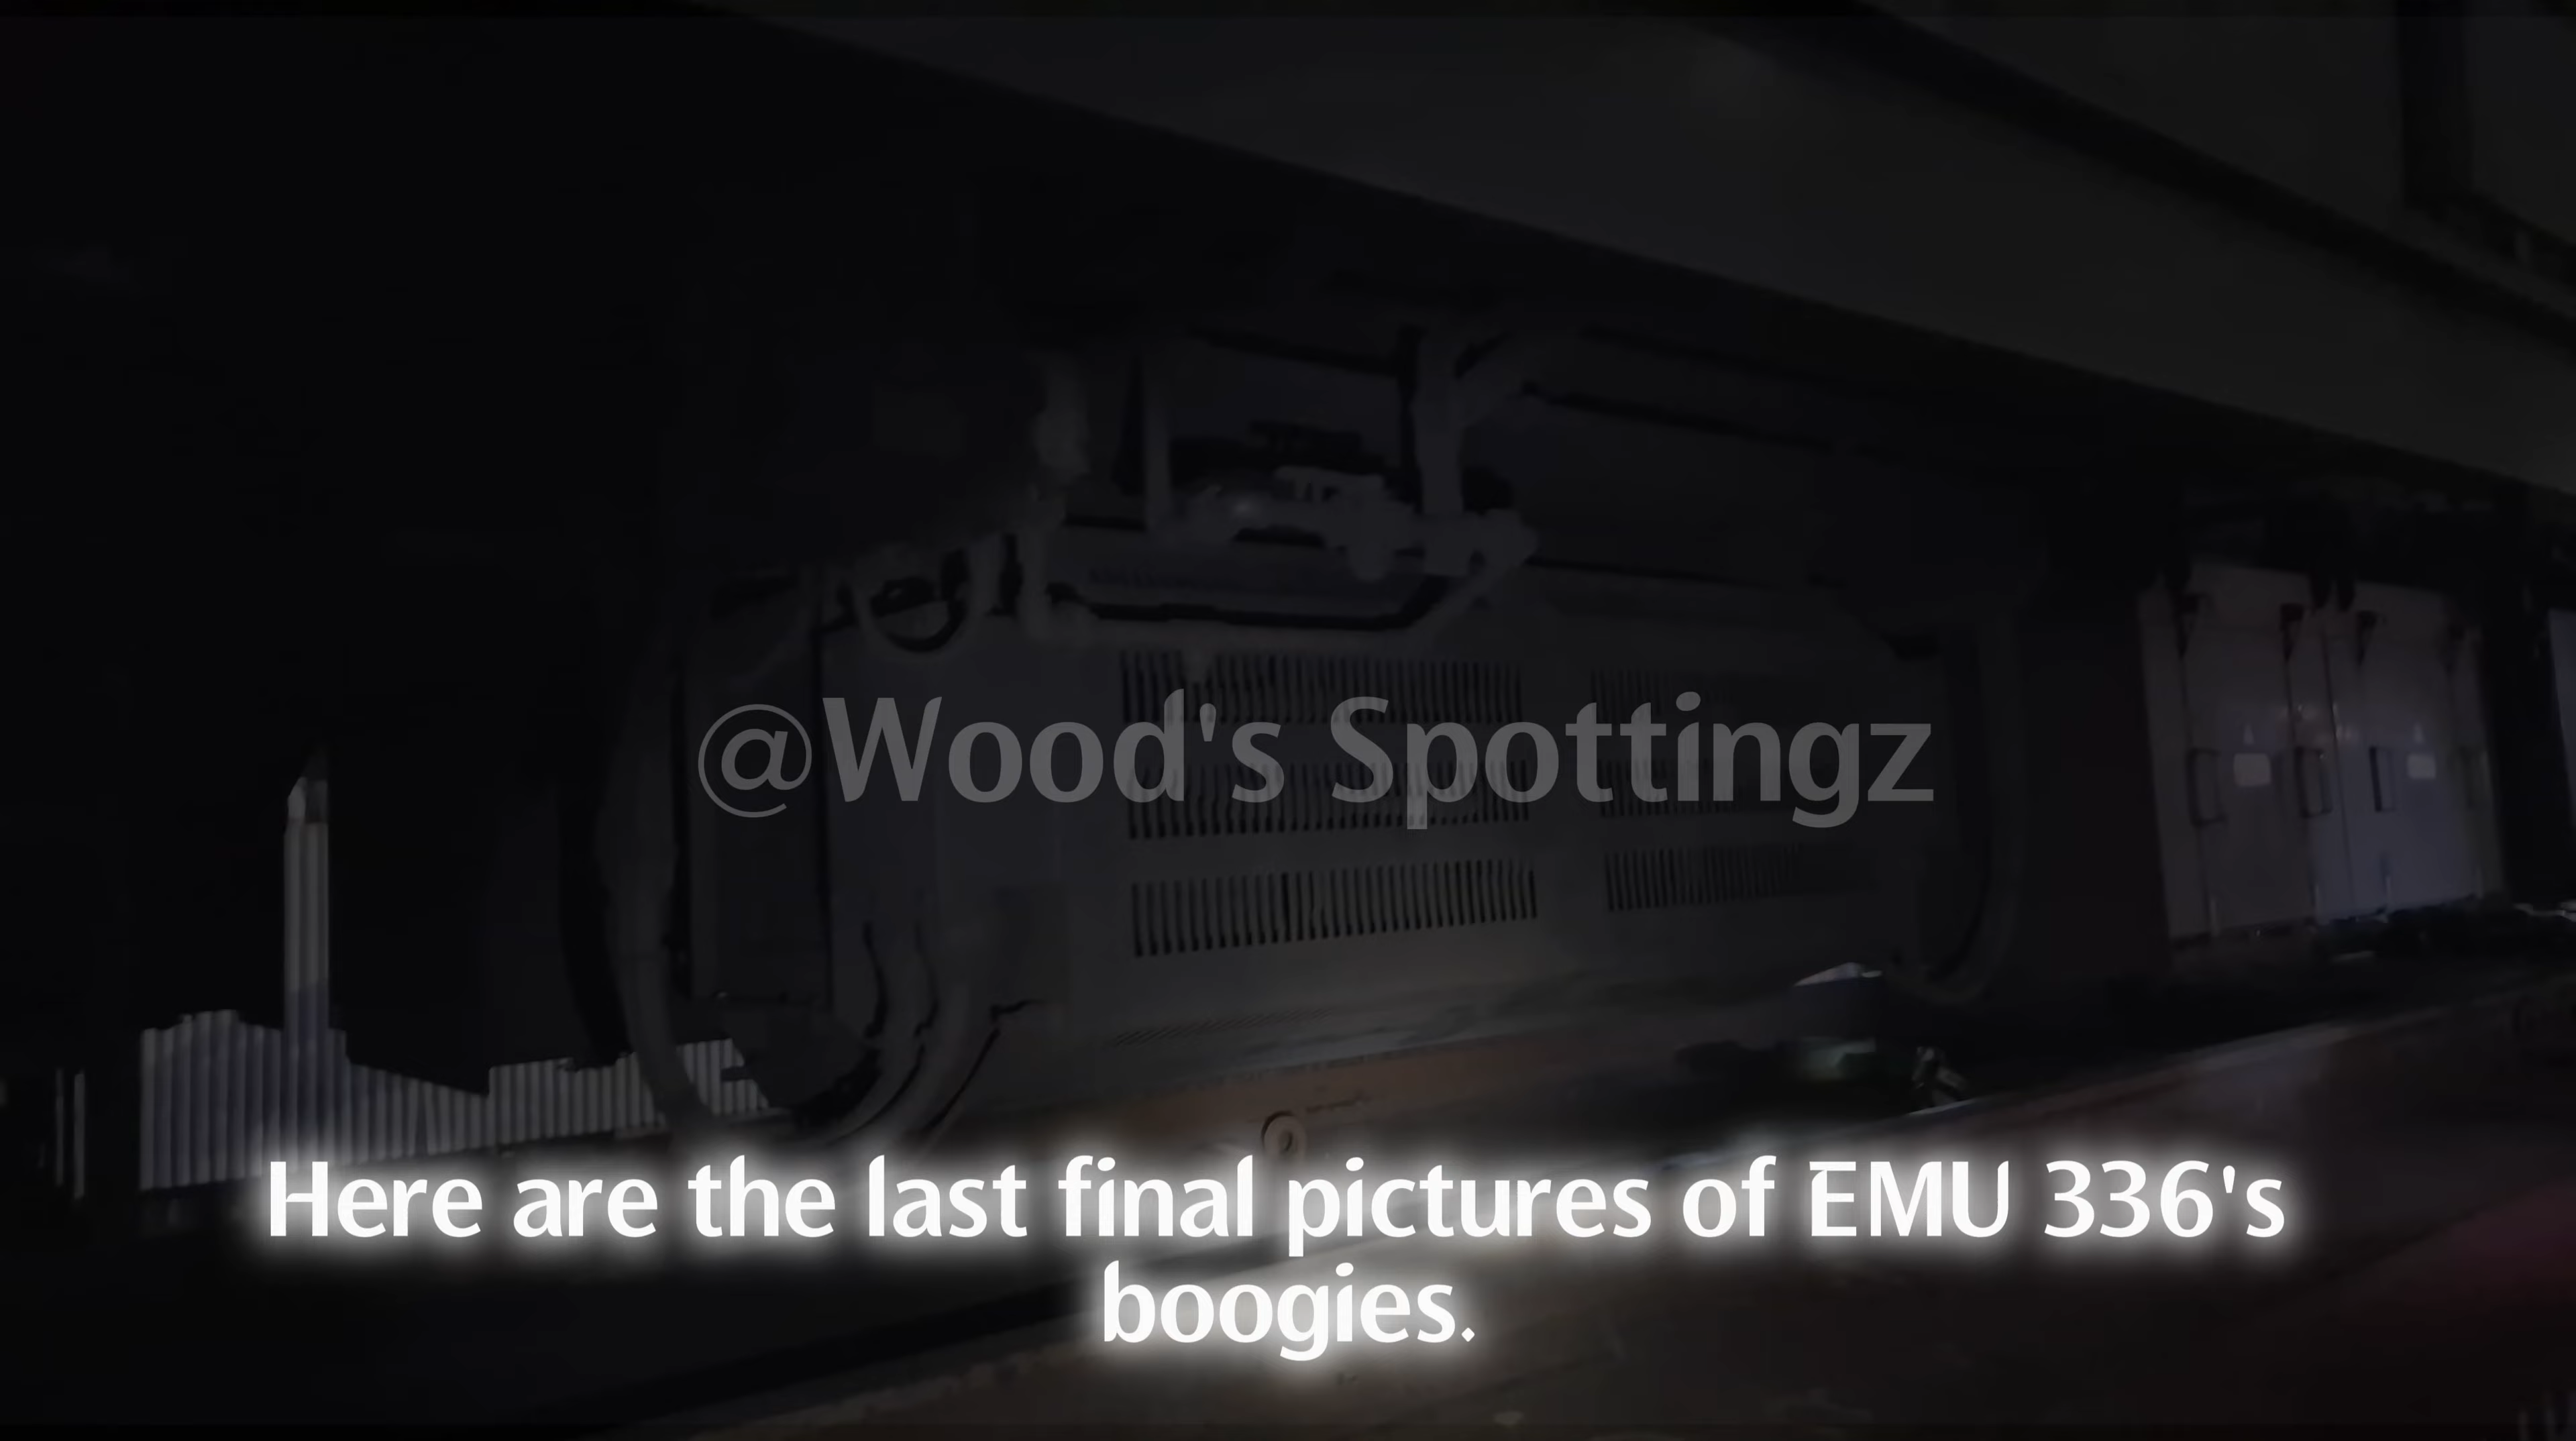 @Wood's Spottingz
Here are the last final pictures of EMU 336's
boogies.